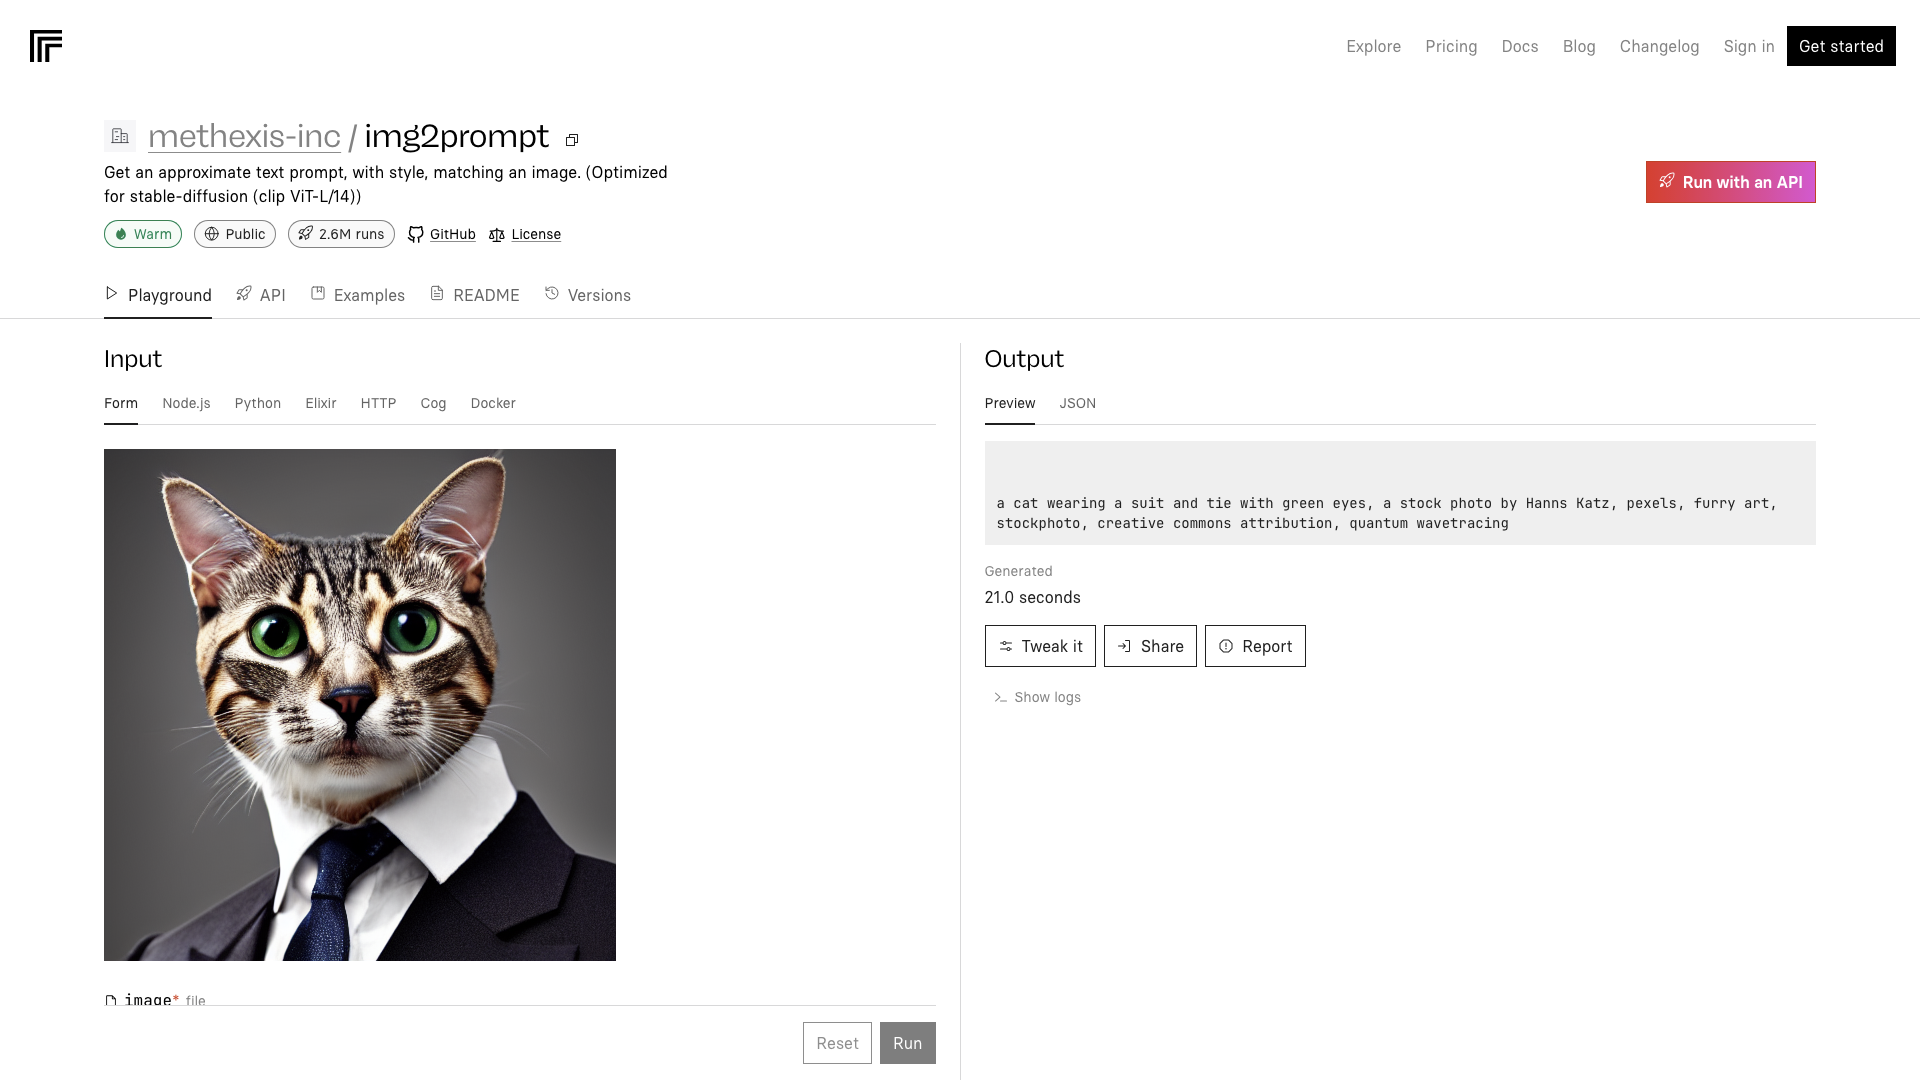 Explore Pricing Docs Blog Changelog Sign in Get started
methexis-inc / img2prompt
Get an approximate text prompt, with style, matching an image. (Optimized
for stable-diffusion (clip ViT-L/14))
Run with an API
Warm Public 2.6M runs GitHub License
Playground API Examples README Versions
Input
Form Node.js Python Elixir HTTP Cog Docker
image* file
Reset Run
Output
Preview JSON
a cat wearing a suit and tie with green eyes, a stock photo by Hanns Katz, pexels, furry art,
stockphoto, creative commons attribution, quantum wavetracing
Generated
21.0 seconds
Tweak it Share Report
Show logs